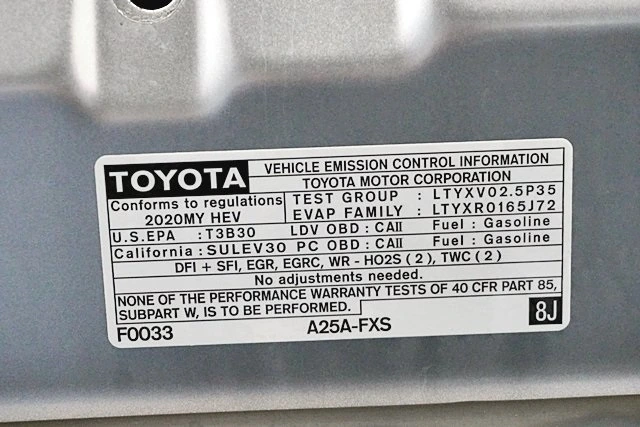 TOYOTA
VEHICLE EMISSION CONTROL INFORMATION
TOYOTA MOTOR CORPORATION
Conforms to regulations
2020MY HEV
TEST GROUP : LTYXV02.5P35
EVAP FAMILY : LTYXR0165J72
U.S.EPA : T3B30 LDV OBD : CAII Fuel : Gasoline
California : SULEV30 PC OBD : CAII Fuel : Gasoline
DFI + SFI, EGR, EGRC, WR - HO2S ( 2 ), TWC ( 2 )
No adjustments needed.
NONE OF THE PERFORMANCE WARRANTY TESTS OF 40 CFR PART 85,
SUBPART W, IS TO BE PERFORMED.
8J
F0033 A25A-FXS